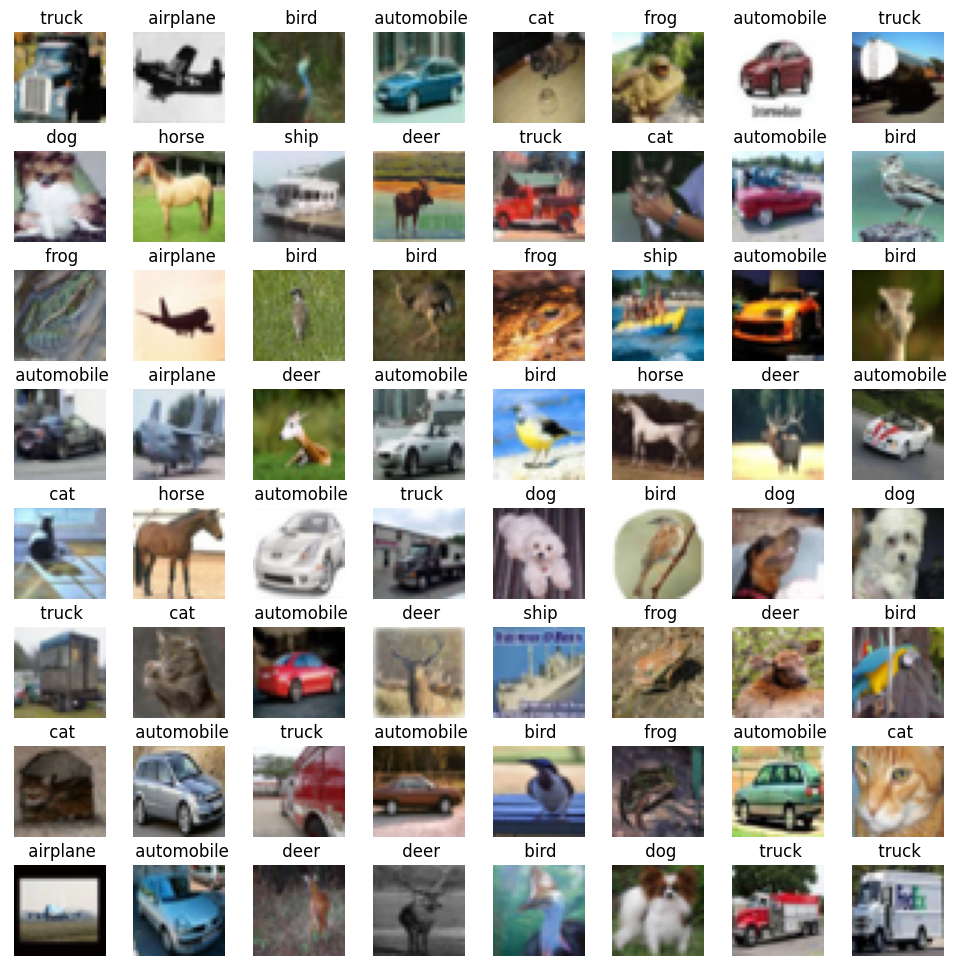 truck airplane bird automobile cat frog automobile truck
dog horse ship deer truck cat automobile bird
frog airplane bird bird frog ship automobile bird
automobile airplane deer automobile bird horse deer automobile
cat horse automobile truck dog bird dog dog
truck cat automobile deer ship frog deer bird
cat automobile truck automobile bird frog automobile cat
airplane automobile deer deer bird dog truck truck
FedEx